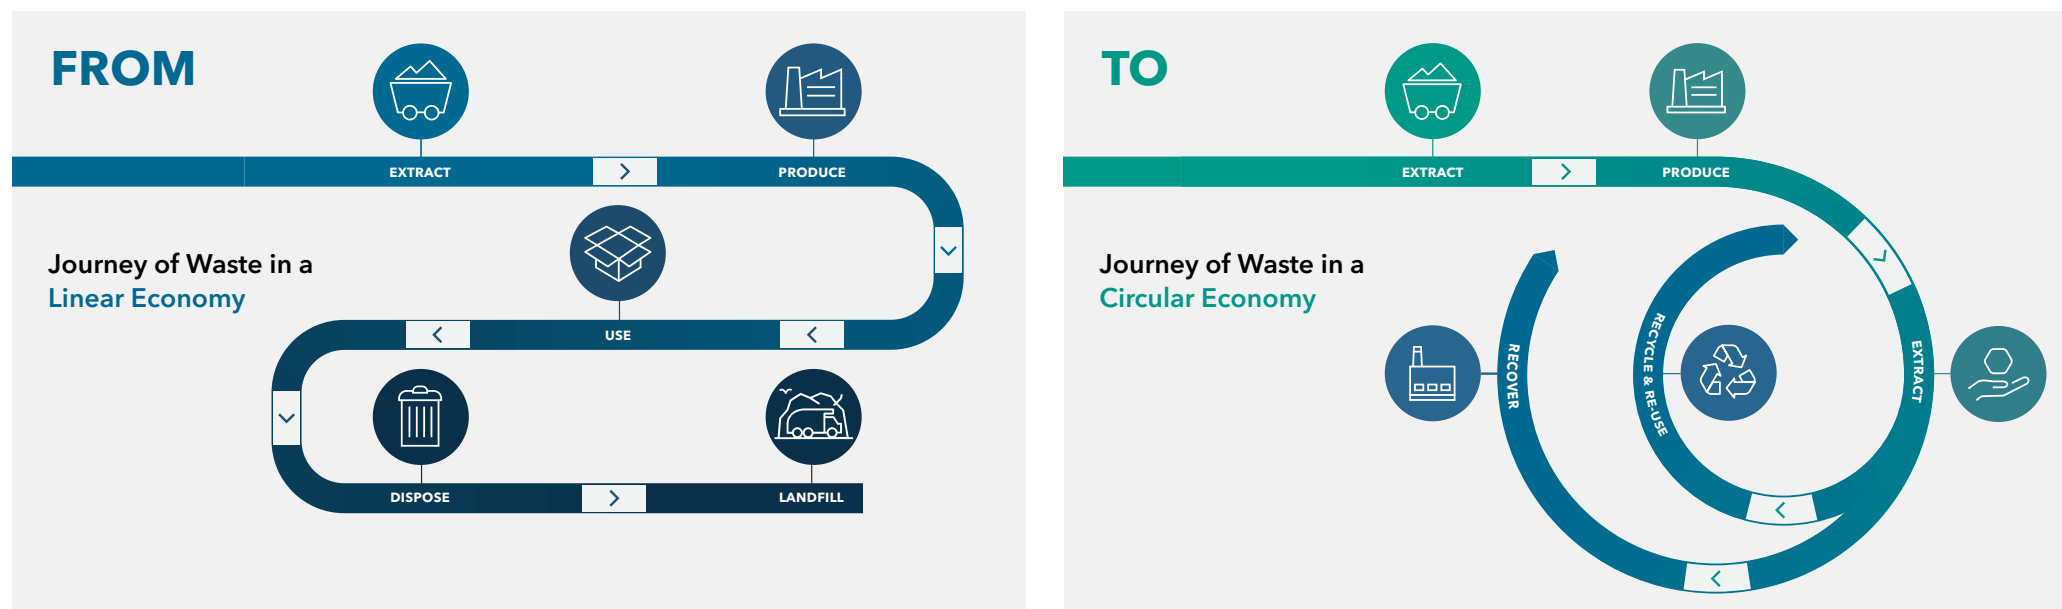 FROM
EXTRACT
PRODUCE
Journey of Waste in a
Linear Economy
USE
DISPOSE
LANDFILL
TO
EXTRACT
PRODUCE
Journey of Waste in a
Circular Economy
RECOVER
RECYCLE & RE-USE
EXTRACT